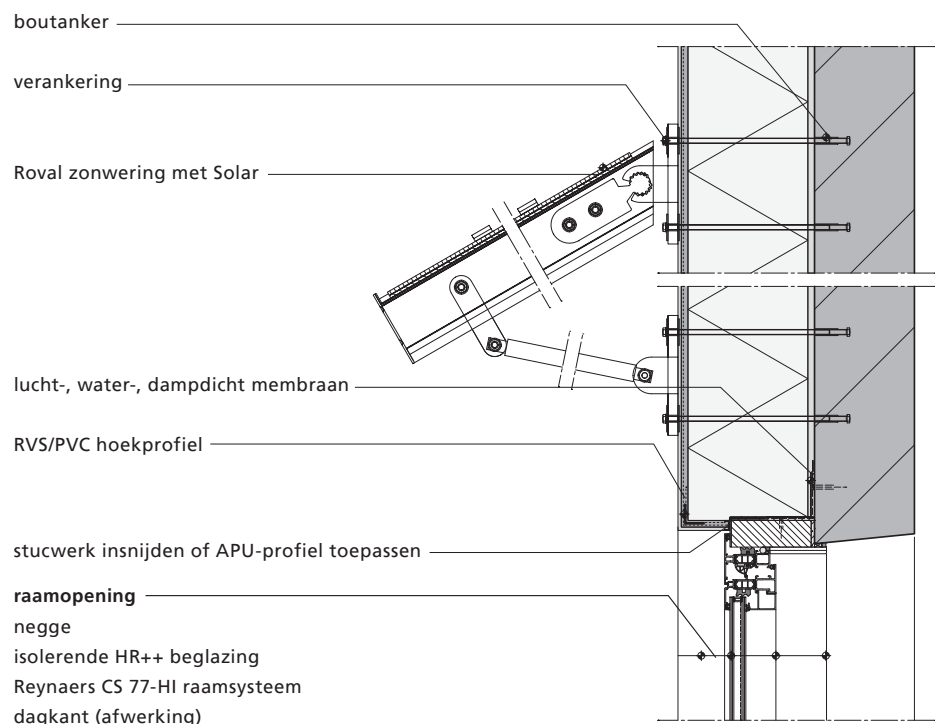 boutanker
verankering
Roval zonwering met Solar
lucht-, water-, dampdicht membraan
RVS/PVC hoekprofiel
stucwerk insnijden of APU-profiel toepassen
raamopening
negge
isolerende HR++ beglazing
Reynaers CS 77-HI raamsysteem
dagkant (afwerking)